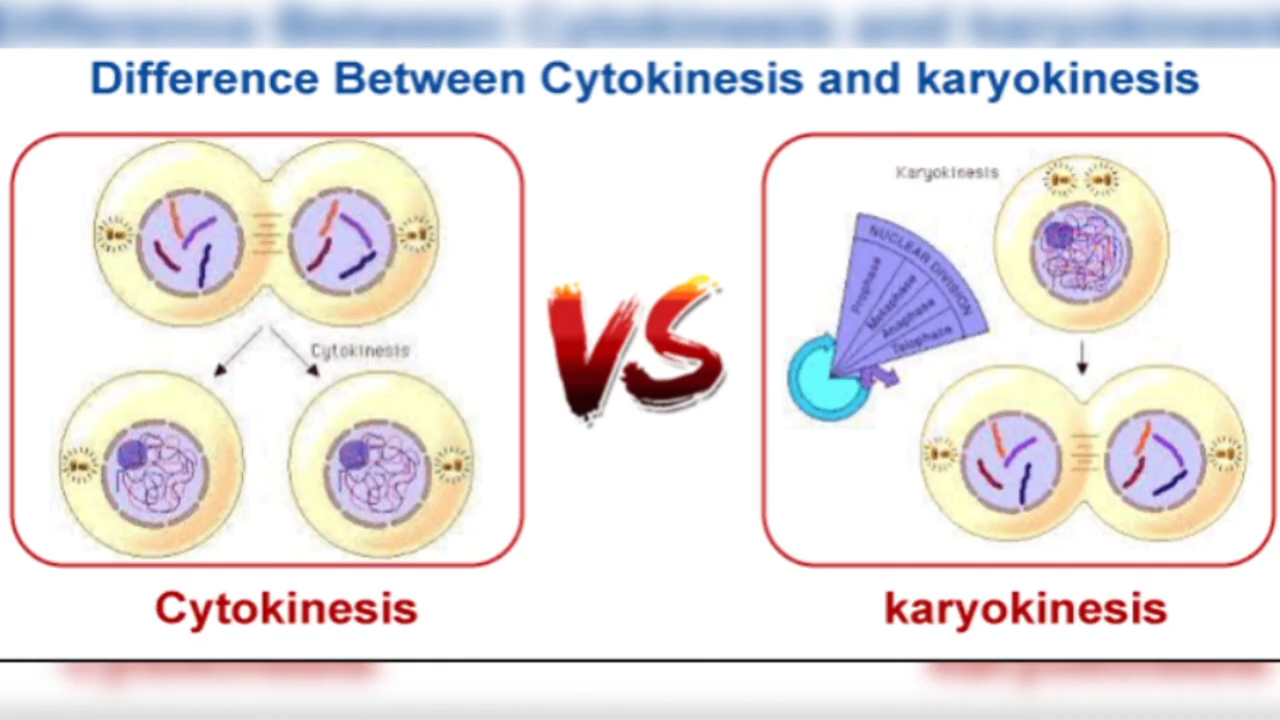 Difference Between Cytokinesis and karyokinesis
Cytokinesis
VS
Karyokinesis
NUCLEAR DIVISION
Prophase
Metaphase
Anaphase
Telophase
Cytokinesis
karyokinesis